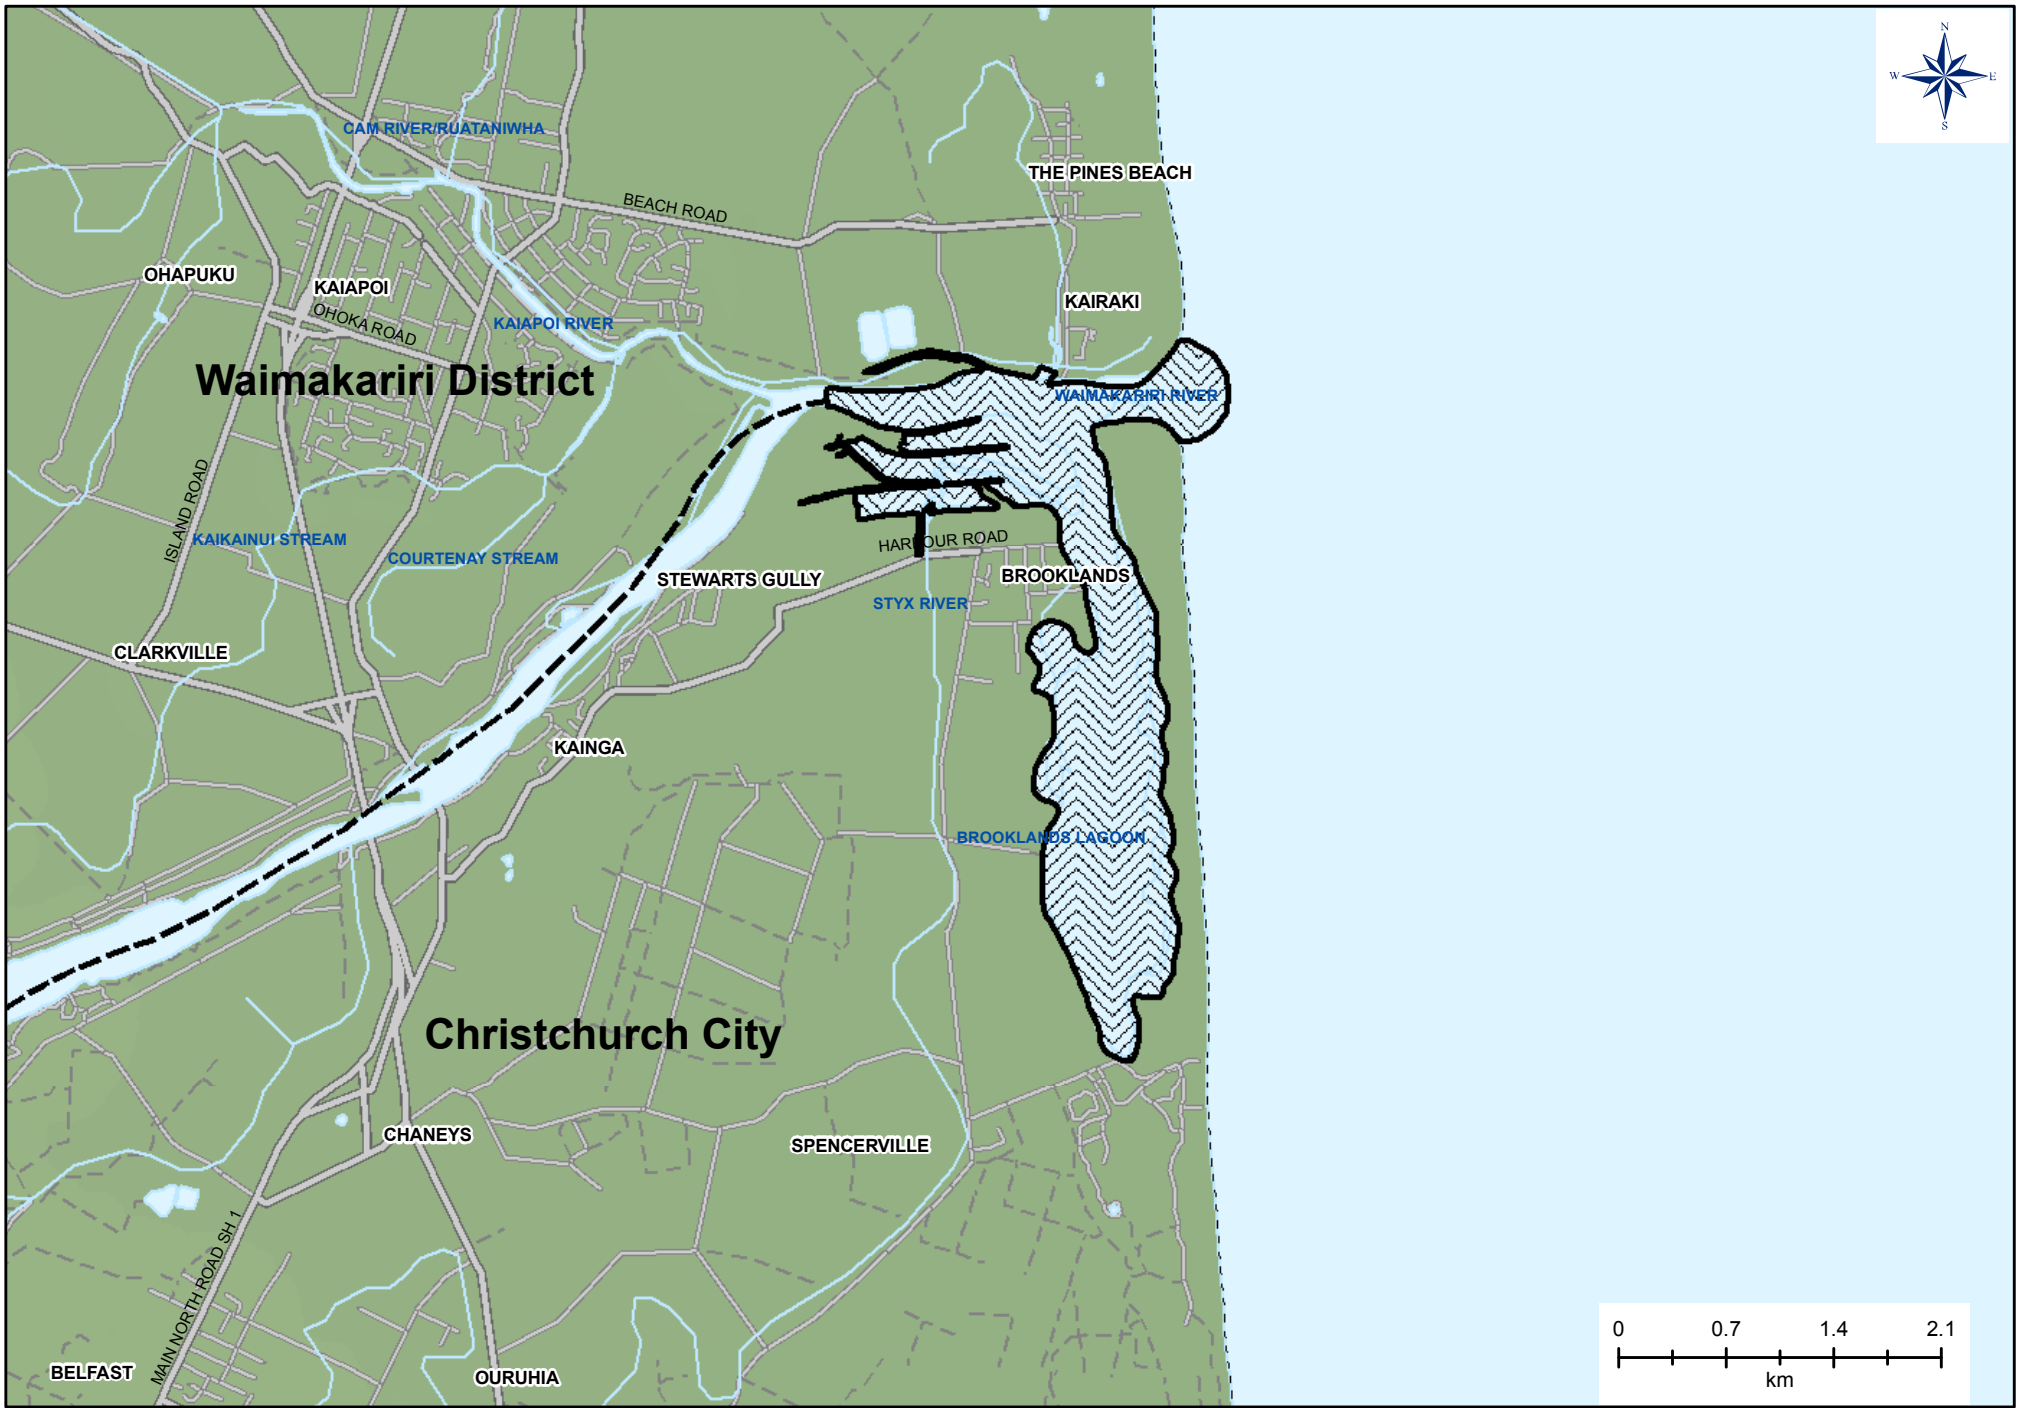 N
W E
S
CAM RIVER/RUATANIWHA
THE PINES BEACH
BEACH ROAD
OHAPUKU
KAIAPOI
KAIRAKI
OHOKA ROAD
KAIAPOI RIVER
Waimakariri District
WAIMAKARIRI RIVER
ISLAND ROAD
KAIKAINUI STREAM
HARBOUR ROAD
COURTENAY STREAM
STEWARTS GULLY
BROOKLANDS
STYX RIVER
CLARKVILLE
KAINGA
BROOKLANDS LAGOON
Christchurch City
CHANEYS
SPENCERVILLE
MAIN NORTH ROAD SH 1
BELFAST
OURUHIA
0 0.7 1.4 2.1
km